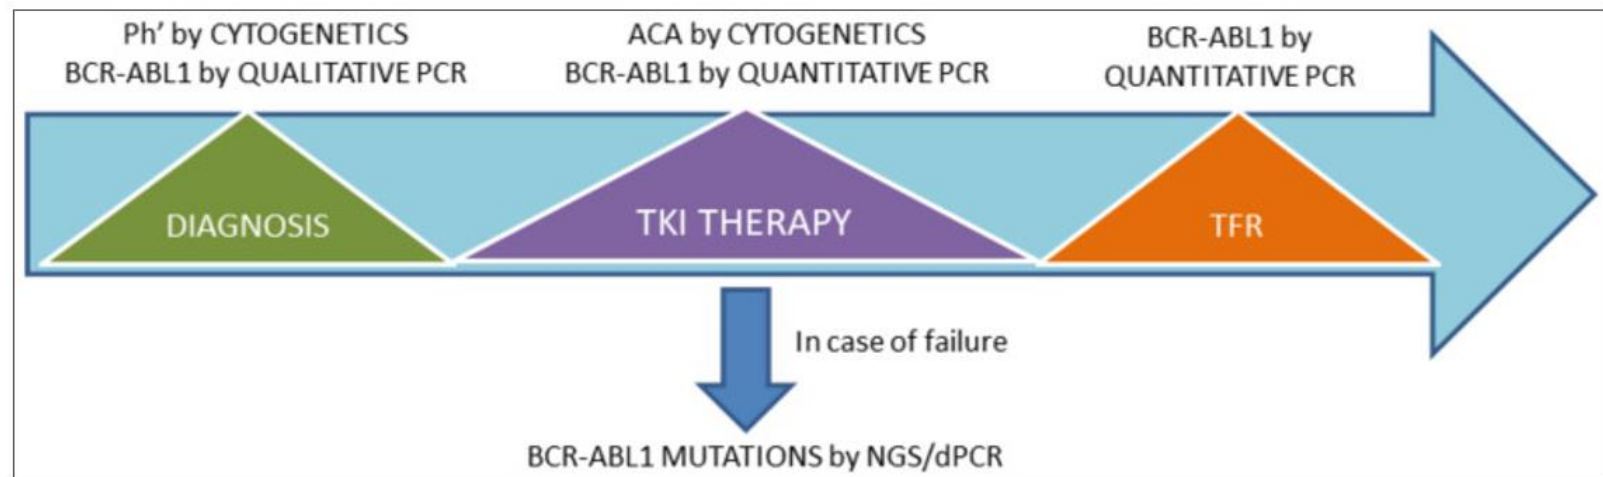 Ph’ by CYTOGENETICS
BCR-ABL1 by QUALITATIVE PCR
ACA by CYTOGENETICS
BCR-ABL1 by QUANTITATIVE PCR
BCR-ABL1 by
QUANTITATIVE PCR
DIAGNOSIS
TKI THERAPY
TFR
In case of failure
BCR-ABL1 MUTATIONS by NGS/dPCR